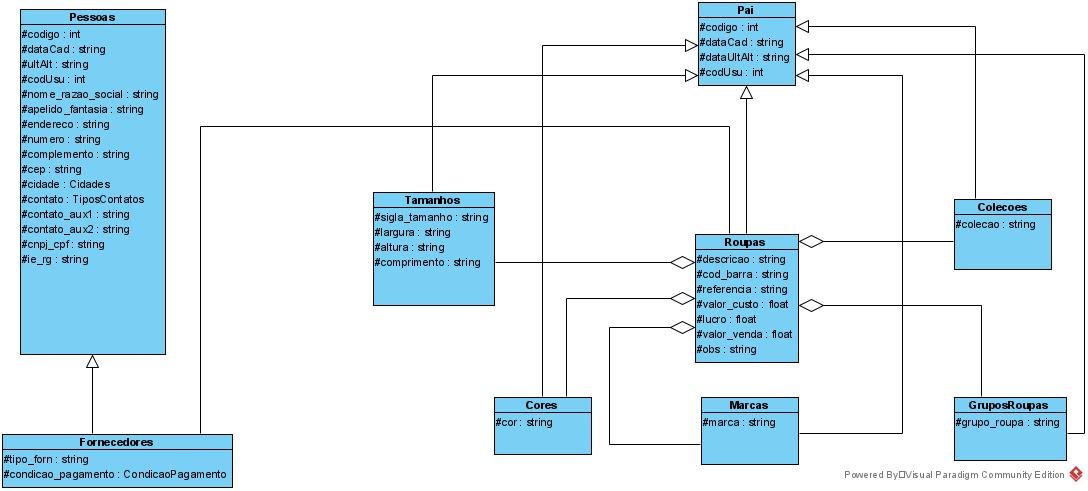 Pessoas
#codigo : int
#dataCad : string
#ultAlt : string
#codUsu : int
#nome_razao_social : string
#apelido_fantasia : string
#endereco : string
#numero : string
#complemento : string
#cep : string
#cidade : Cidades
#contato : TiposContatos
#contato_aux1 : string
#contato_aux2 : string
#cnpj_cpf : string
#ie_rg : string
Pai
#codigo : int
#dataCad : string
#dataUltAlt : string
#codUsu : int
Tamanhos
#sigla_tamanho : string
#largura : string
#altura : string
#comprimento : string
Roupas
#descricao : string
#cod_barra : string
#referencia : string
#valor_custo : float
#lucro : float
#valor_venda : float
#obs : string
Colecoes
#colecao : string
Cores
#cor : string
Marcas
#marca : string
GruposRoupas
#grupo_roupa : string
Fornecedores
#tipo_forn : string
#condicao_pagamento : CondicaoPagamento
Powered By Visual Paradigm Community Edition